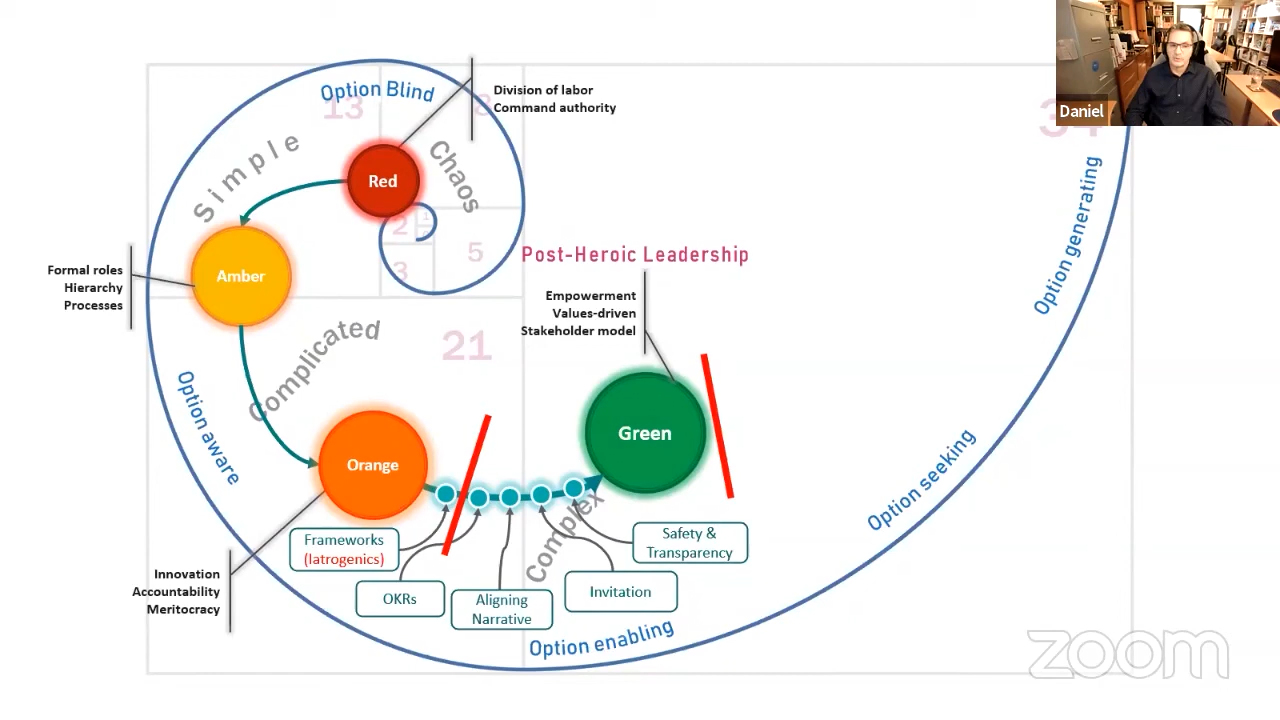 Option Blind
13
8
Division of labor
Command authority
Daniel
34
Simple
Chaos
Red
2
1
5
3
Amber
Formal roles
Hierarchy
Processes
Post-Heroic Leadership
Empowerment
Values-driven
Stakeholder model
Option generating
Complicated
21
Option aware
Orange
Green
Option seeking
Frameworks
(Iatrogenics)
OKRs
Aligning
Narrative
Complex
Invitation
Safety &
Transparency
Innovation
Accountability
Meritocracy
Option enabling
zoom